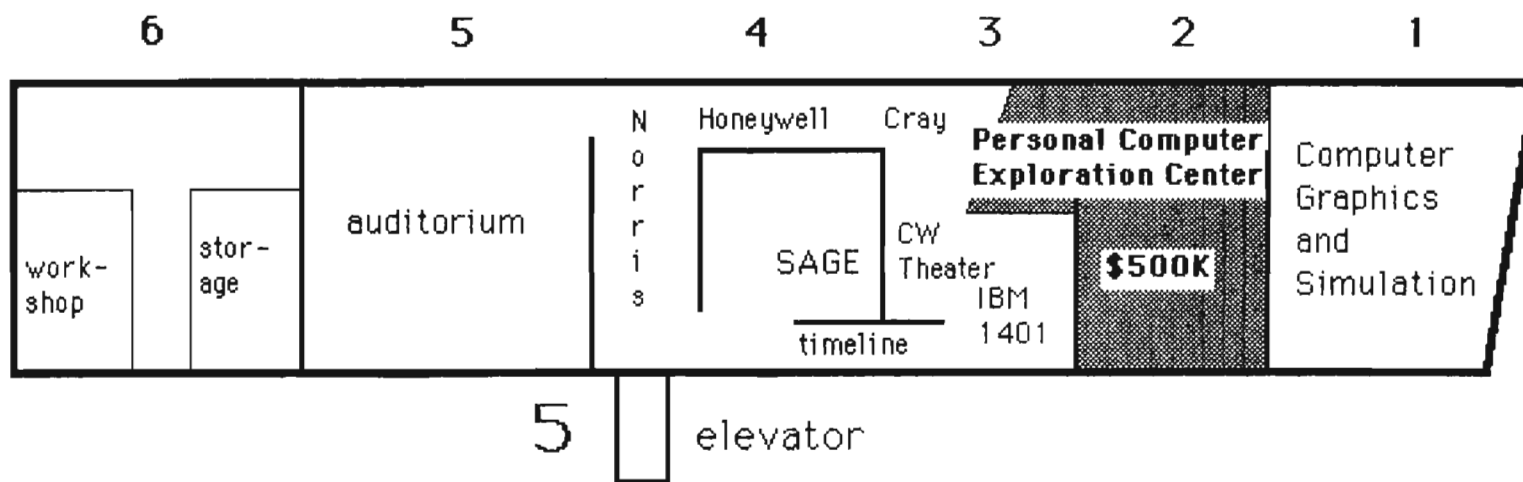 6 5 4 3 2 1
Norris
Honeywell Cray
Personal Computer
Exploration Center
Computer
Graphics
and
Simulation
auditorium
work-
shop
stor-
age
SAGE
CW
Theater
IBM
1401
$500K
timeline
5 elevator